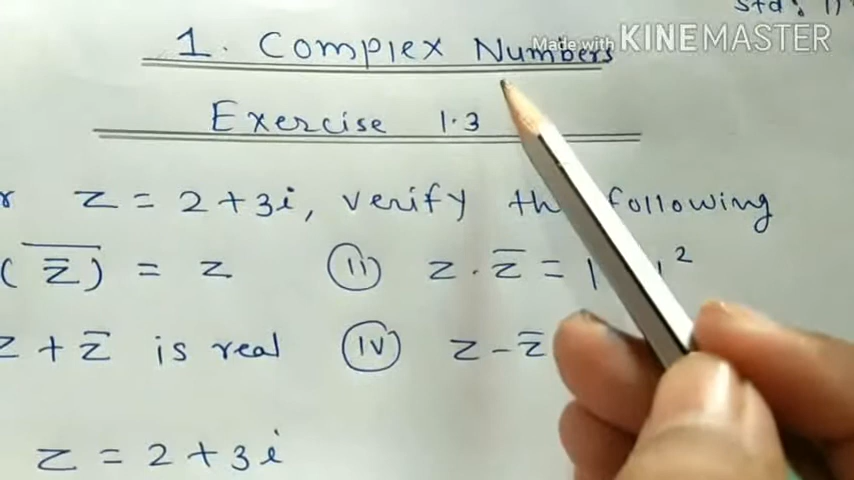 Std: 11
1. Complex Numbers
Made with KINEMASTER
Exercise 1.3
z = 2 + 3i, verify following
(z̅)̅ = z (ii) z · z̅ = | ²
z + z̅ is real (iv) z - z̅
z = 2 + 3i